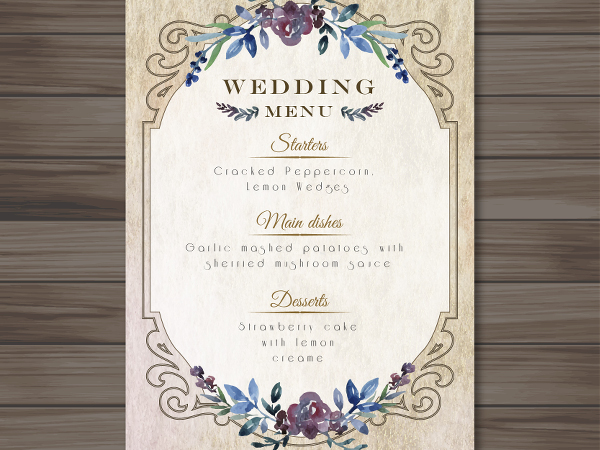 WEDDING
MENU
Starters
Cracked Peppercorn,
Lemon Wedges
Main dishes
Garlic mashed potatoes with
sherried mushroom sauce
Desserts
Strawberry cake
with lemon
creame